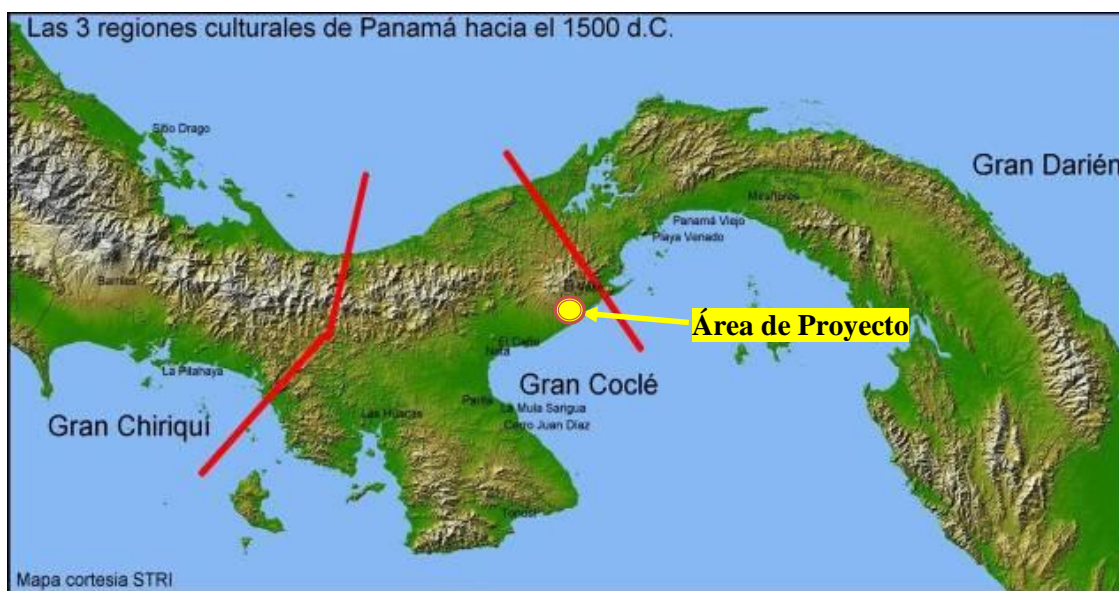 Las 3 regiones culturales de Panamá hacia el 1500 d.C.
Sitio Drago
Gran Darién
Miraflores
Panamá Viejo
Playa Venado
Barriles
El Valle
Área de Proyecto
El Caño
Natá
La Pitahaya
Gran Coclé
Parita
La Mula Sarigua
Las Huacas
Cerro Juan Díaz
Gran Chiriquí
Tonosí
Mapa cortesia STRI